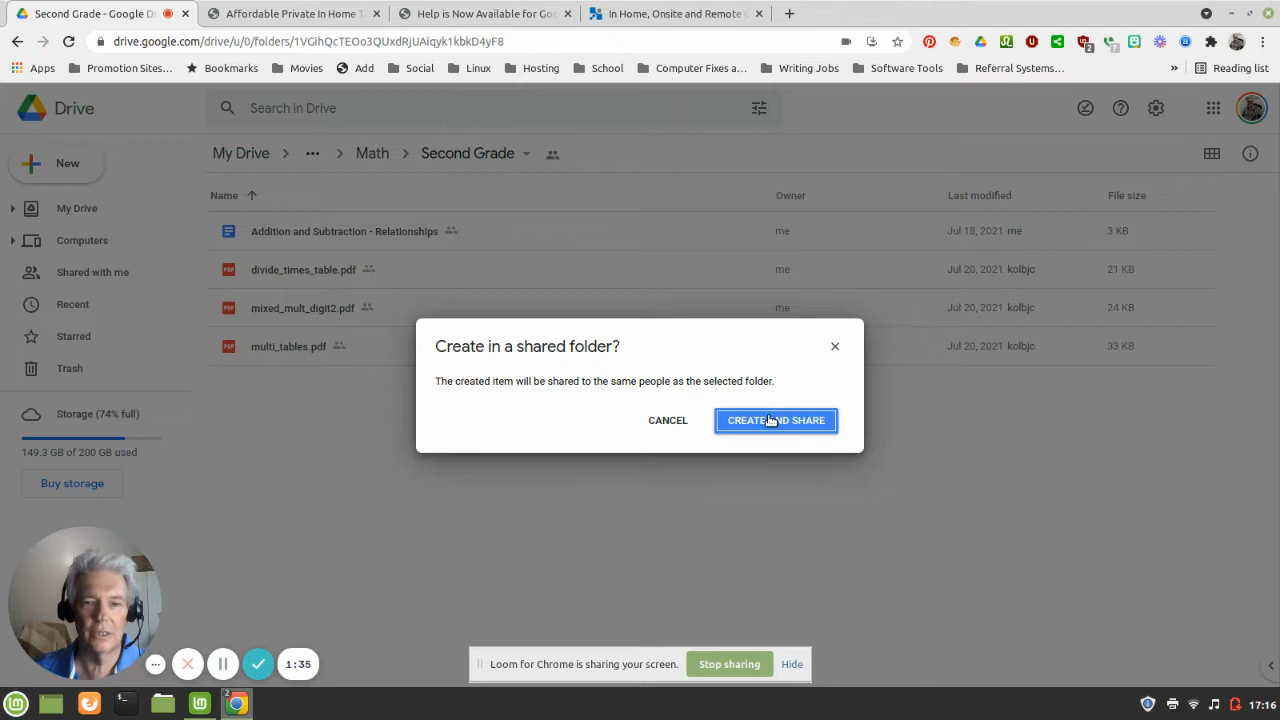 Second Grade - Google D
Affordable Private In Home T
Help is Now Available for Goo
In Home, Onsite and Remote C
drive.google.com/drive/u/0/folders/1VGihQcTEOo3QUxdRjUAiqyk1kbkD4yF8
Apps
Promotion Sites...
Bookmarks
Movies
Add
Social
Linux
Hosting
School
Computer Fixes a...
Writing Jobs
Software Tools
Referral Systems...
»
Reading list
Drive
Search in Drive
New
My Drive
Math
Second Grade
Name
Owner
Last modified
File size
My Drive
Addition and Subtraction - Relationships
me
Jul 18, 2021 me
3 KB
Computers
divide_times_table.pdf
me
Jul 20, 2021 kolbjc
21 KB
Shared with me
mixed_mult_digit2.pdf
me
Jul 20, 2021 kolbjc
24 KB
Recent
multi_tables.pdf
Jul 20, 2021 kolbjc
33 KB
Starred
Trash
Storage (74% full)
149.3 GB of 200 GB used
Buy storage
Create in a shared folder?
The created item will be shared to the same people as the selected folder.
CANCEL
CREATE AND SHARE
1:35
Loom for Chrome is sharing your screen.
Stop sharing
Hide
2
17:16